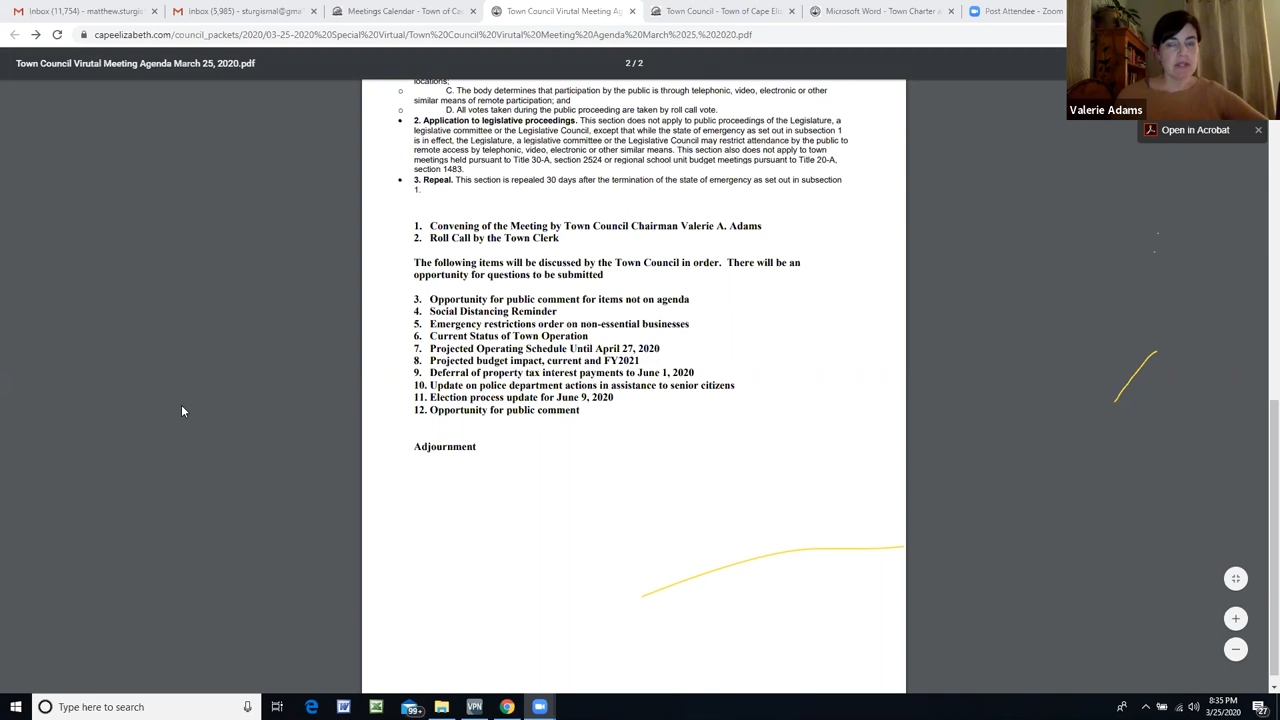 Inbox (11,754) - matthew.sturgis
Inbox (5,985) - sturgismat@gma
Meetings Calendar - Town of Ca
Town Council Virutal Meeting Ag
Town Council - Town of Cape Eli
Microsoft Word - Town Charter A
Post Attendee - Zoom
capeelizabeth.com/council_packets/2020/03-25-2020%20Special%20Virtual/Town%20Council%20Virutal%20Meeting%20Agenda%20March%2025,%202020.pdf
Town Council Virutal Meeting Agenda March 25, 2020.pdf
2 / 2
Valerie Adams
Open in Acrobat
locations;
C. The body determines that participation by the public is through telephonic, video, electronic or other
similar means of remote participation; and
D. All votes taken during the public proceeding are taken by roll call vote.
2. Application to legislative proceedings. This section does not apply to public proceedings of the Legislature, a
legislative committee or the Legislative Council, except that while the state of emergency as set out in subsection 1
is in effect, the Legislature, a legislative committee or the Legislative Council may restrict attendance by the public to
remote access by telephonic, video, electronic or other similar means. This section also does not apply to town
meetings held pursuant to Title 30-A, section 2524 or regional school unit budget meetings pursuant to Title 20-A,
section 1483.
3. Repeal. This section is repealed 30 days after the termination of the state of emergency as set out in subsection
1.
1. Convening of the Meeting by Town Council Chairman Valerie A. Adams
2. Roll Call by the Town Clerk
The following items will be discussed by the Town Council in order. There will be an
opportunity for questions to be submitted
3. Opportunity for public comment for items not on agenda
4. Social Distancing Reminder
5. Emergency restrictions order on non-essential businesses
6. Current Status of Town Operation
7. Projected Operating Schedule Until April 27, 2020
8. Projected budget impact, current and FY2021
9. Deferral of property tax interest payments to June 1, 2020
10. Update on police department actions in assistance to senior citizens
11. Election process update for June 9, 2020
12. Opportunity for public comment
Adjournment
Type here to search
99+
VPN
8:35 PM
3/25/2020
27